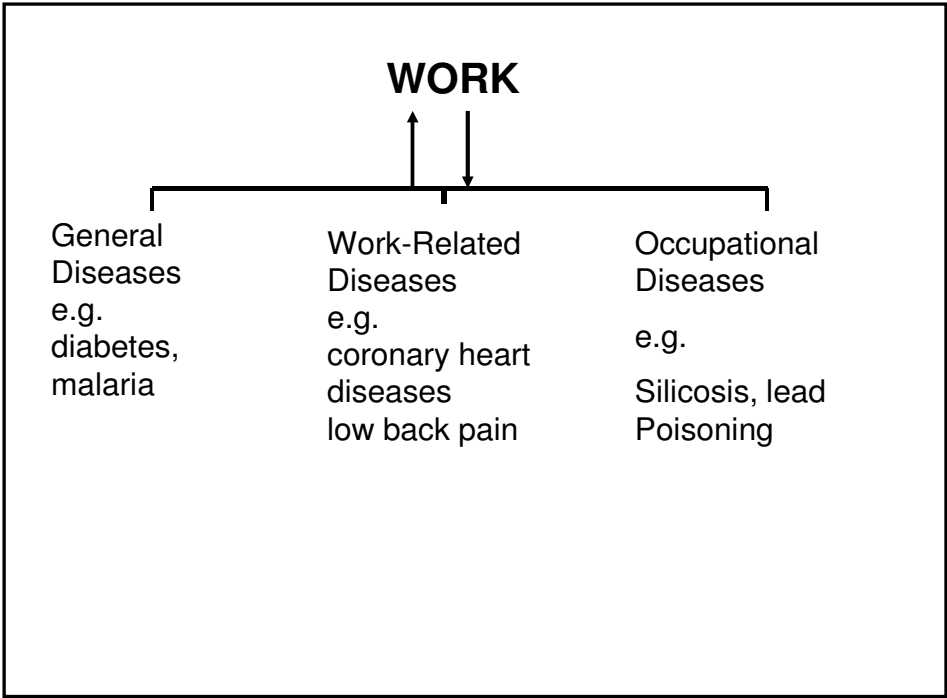 WORK
General
Diseases
e.g.
diabetes,
malaria
Work-Related
Diseases
e.g.
coronary heart
diseases
low back pain
Occupational
Diseases
e.g.
Silicosis, lead
Poisoning